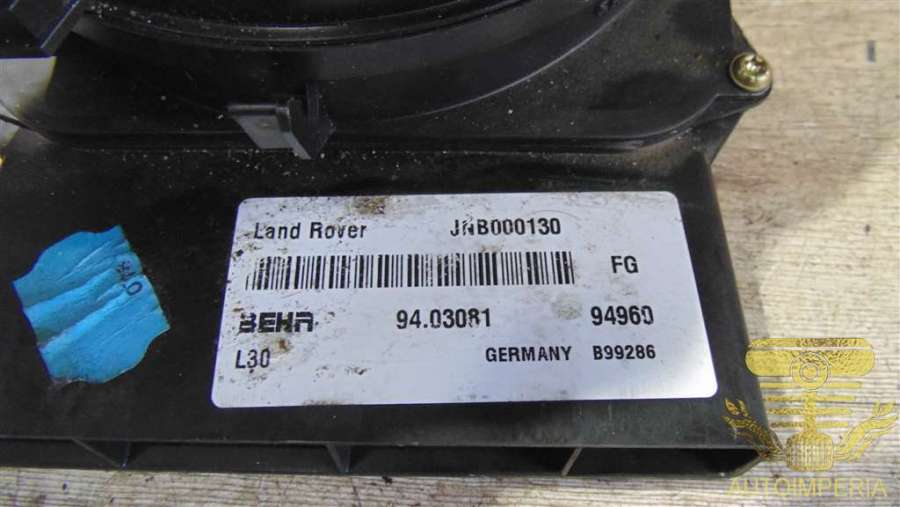 Land Rover JNB000130
FG
BEHR 94.03081 94960
L30 GERMANY B99286
AUTOIMPERIA